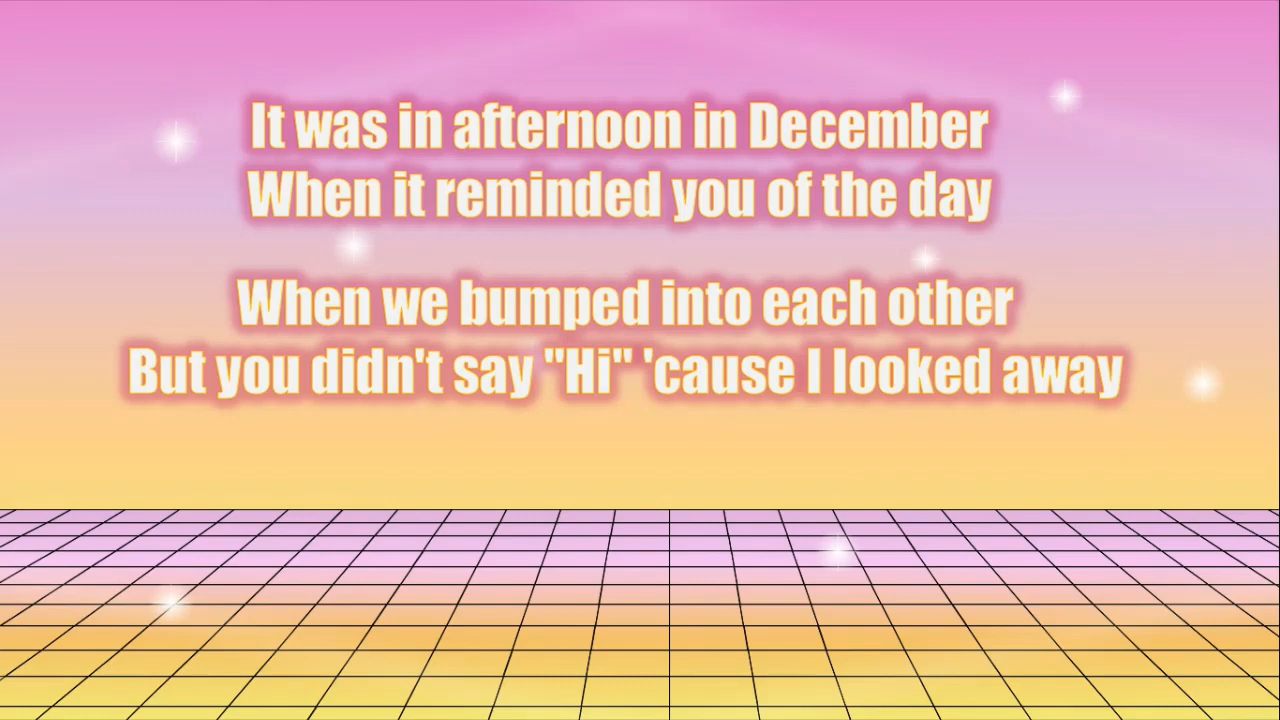 It was in afternoon in December
When it reminded you of the day
When we bumped into each other
But you didn't say "Hi" 'cause I looked away